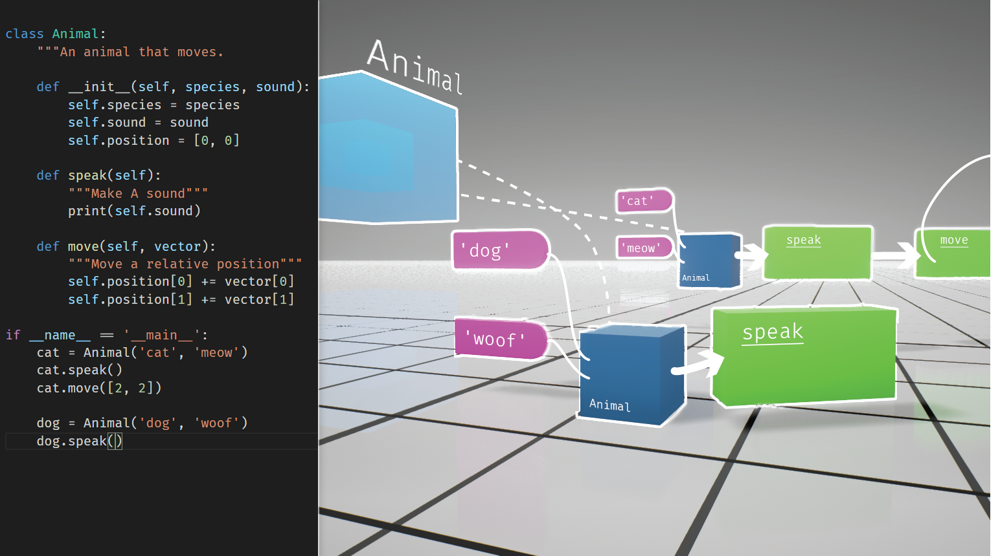 class Animal:
    """An animal that moves.
    def __init__(self, species, sound):
        self.species = species
        self.sound = sound
        self.position = [0, 0]
    def speak(self):
        """Make A sound"""
        print(self.sound)
    def move(self, vector):
        """Move a relative position"""
        self.position[0] += vector[0]
        self.position[1] += vector[1]
if __name__ == '__main__':
    cat = Animal('cat', 'meow')
    cat.speak()
    cat.move([2, 2])
    dog = Animal('dog', 'woof')
    dog.speak()
Animal
'cat'
'meow'
Animal
speak
move
'dog'
'woof'
Animal
speak